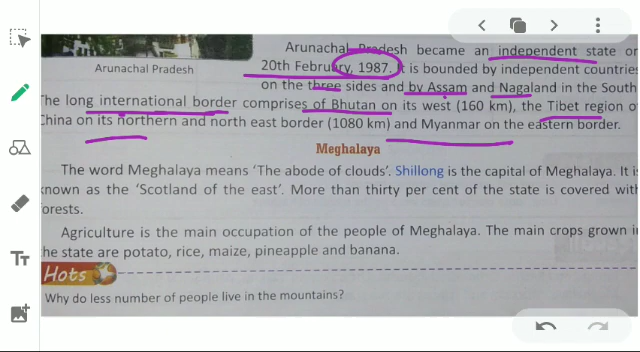 Arunachal Pradesh became an independent state on
Arunachal Pradesh
20th February, 1987. It is bounded by independent countries
on the three sides and by Assam and Nagaland in the South
The long international border comprises of Bhutan on its west (160 km), the Tibet region of
China on its northern and north east border (1080 km) and Myanmar on the eastern border.
Meghalaya
The word Meghalaya means ‘The abode of clouds’. Shillong is the capital of Meghalaya. It is
known as the ‘Scotland of the east’. More than thirty per cent of the state is covered with
forests.
Agriculture is the main occupation of the people of Meghalaya. The main crops grown in
the state are potato, rice, maize, pineapple and banana.
Hots
Why do less number of people live in the mountains?
Tт